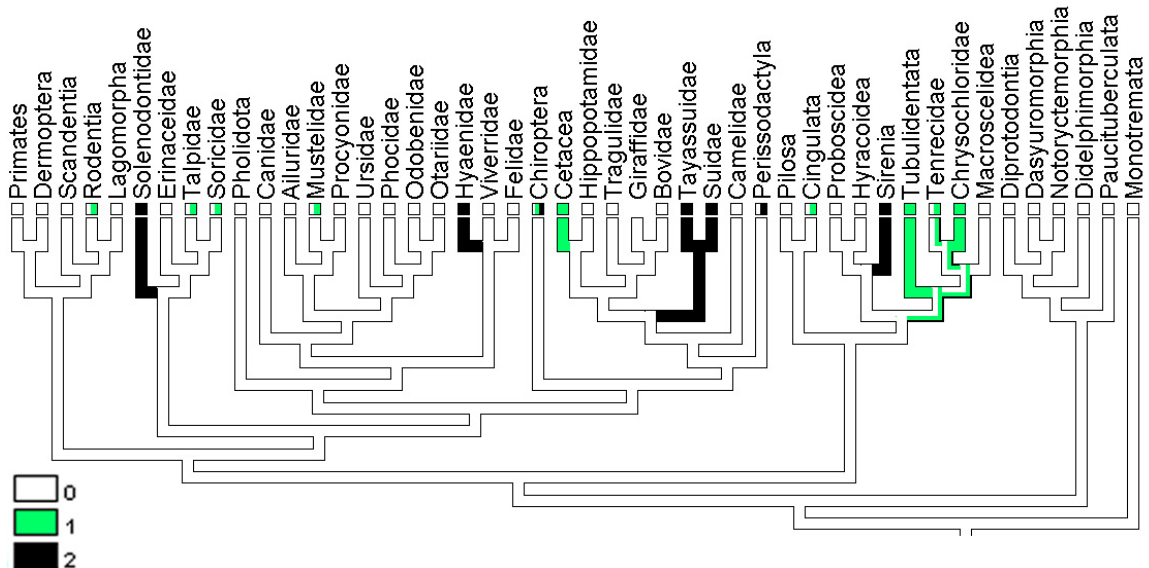 Primates
Dermoptera
Scandentia
Rodentia
Lagomorpha
Solenodontidae
Erinaceidae
Talpidae
Soricidae
Pholidota
Canidae
Ailuridae
Mustelidae
Procyonidae
Ursidae
Phocidae
Odobenidae
Otariidae
Hyaenidae
Viverridae
Felidae
Chiroptera
Cetacea
Hippopotamidae
Tragulidae
Giraffidae
Bovidae
Tayassuidae
Suidae
Camelidae
Perissodactyla
Pilosa
Cingulata
Proboscidea
Hyracoidea
Sirenia
Tubulidentata
Tenrecidae
Chrysochloridae
Macroscelidea
Diprotodontia
Dasyuromorphia
Notoryctemorphia
Didelphimorphia
Paucituberculata
Monotremata
0
1
2